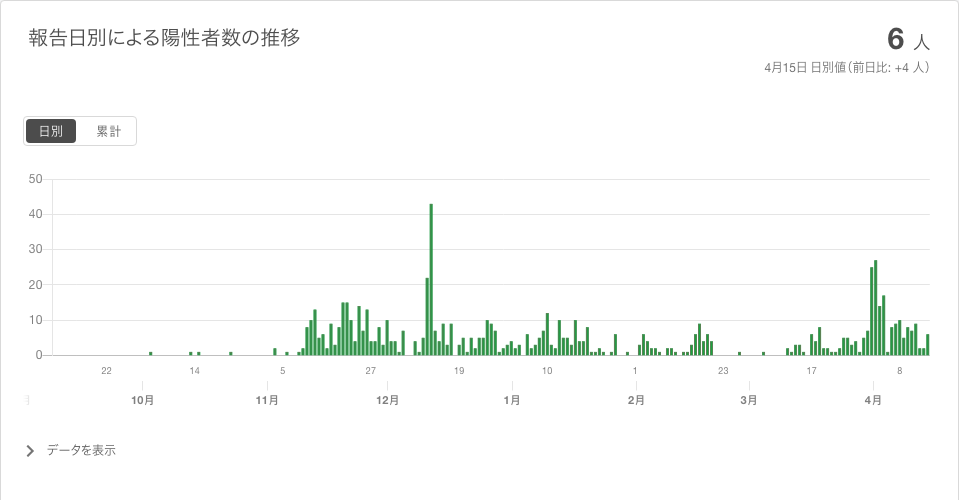 報告日別による陽性者数の推移
6 人
4月15日 日別値（前日比: +4 人）
日別 累計
50
40
30
20
10
0
22 14 5 27 19 10 1 23 17 8
10月 11月 12月 1月 2月 3月 4月
データを表示